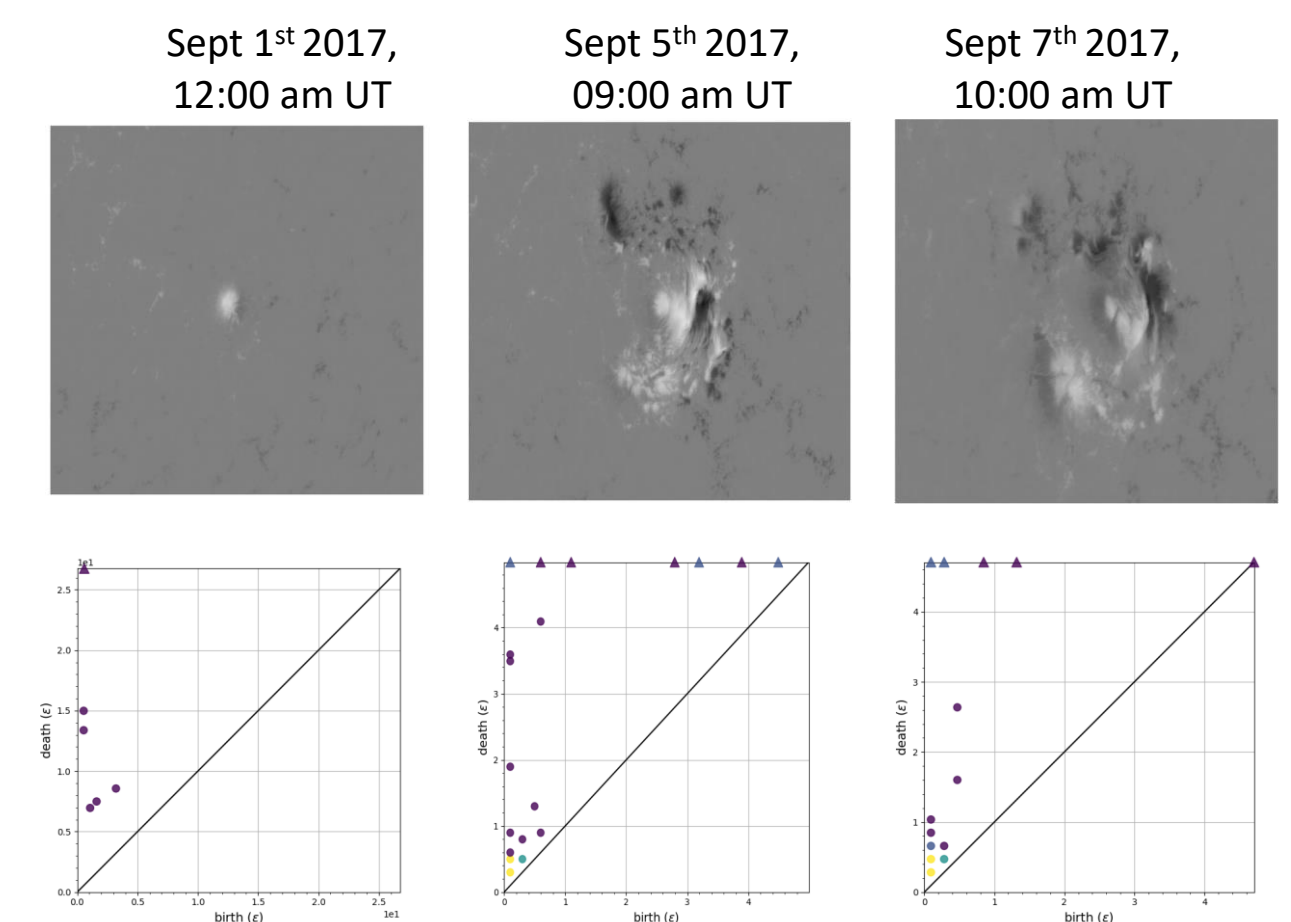 Sept 1st 2017,
12:00 am UT
Sept 5th 2017,
09:00 am UT
Sept 7th 2017,
10:00 am UT
1e1
2.5
2.0
1.5
1.0
0.5
0.0
death (ε)
0.0 0.5 1.0 1.5 2.0 2.5
birth (ε)
1e1
4
3
2
1
0
death (ε)
0 1 2 3 4
birth (ε)
4
3
2
1
0
death (ε)
0 1 2 3 4
birth (ε)